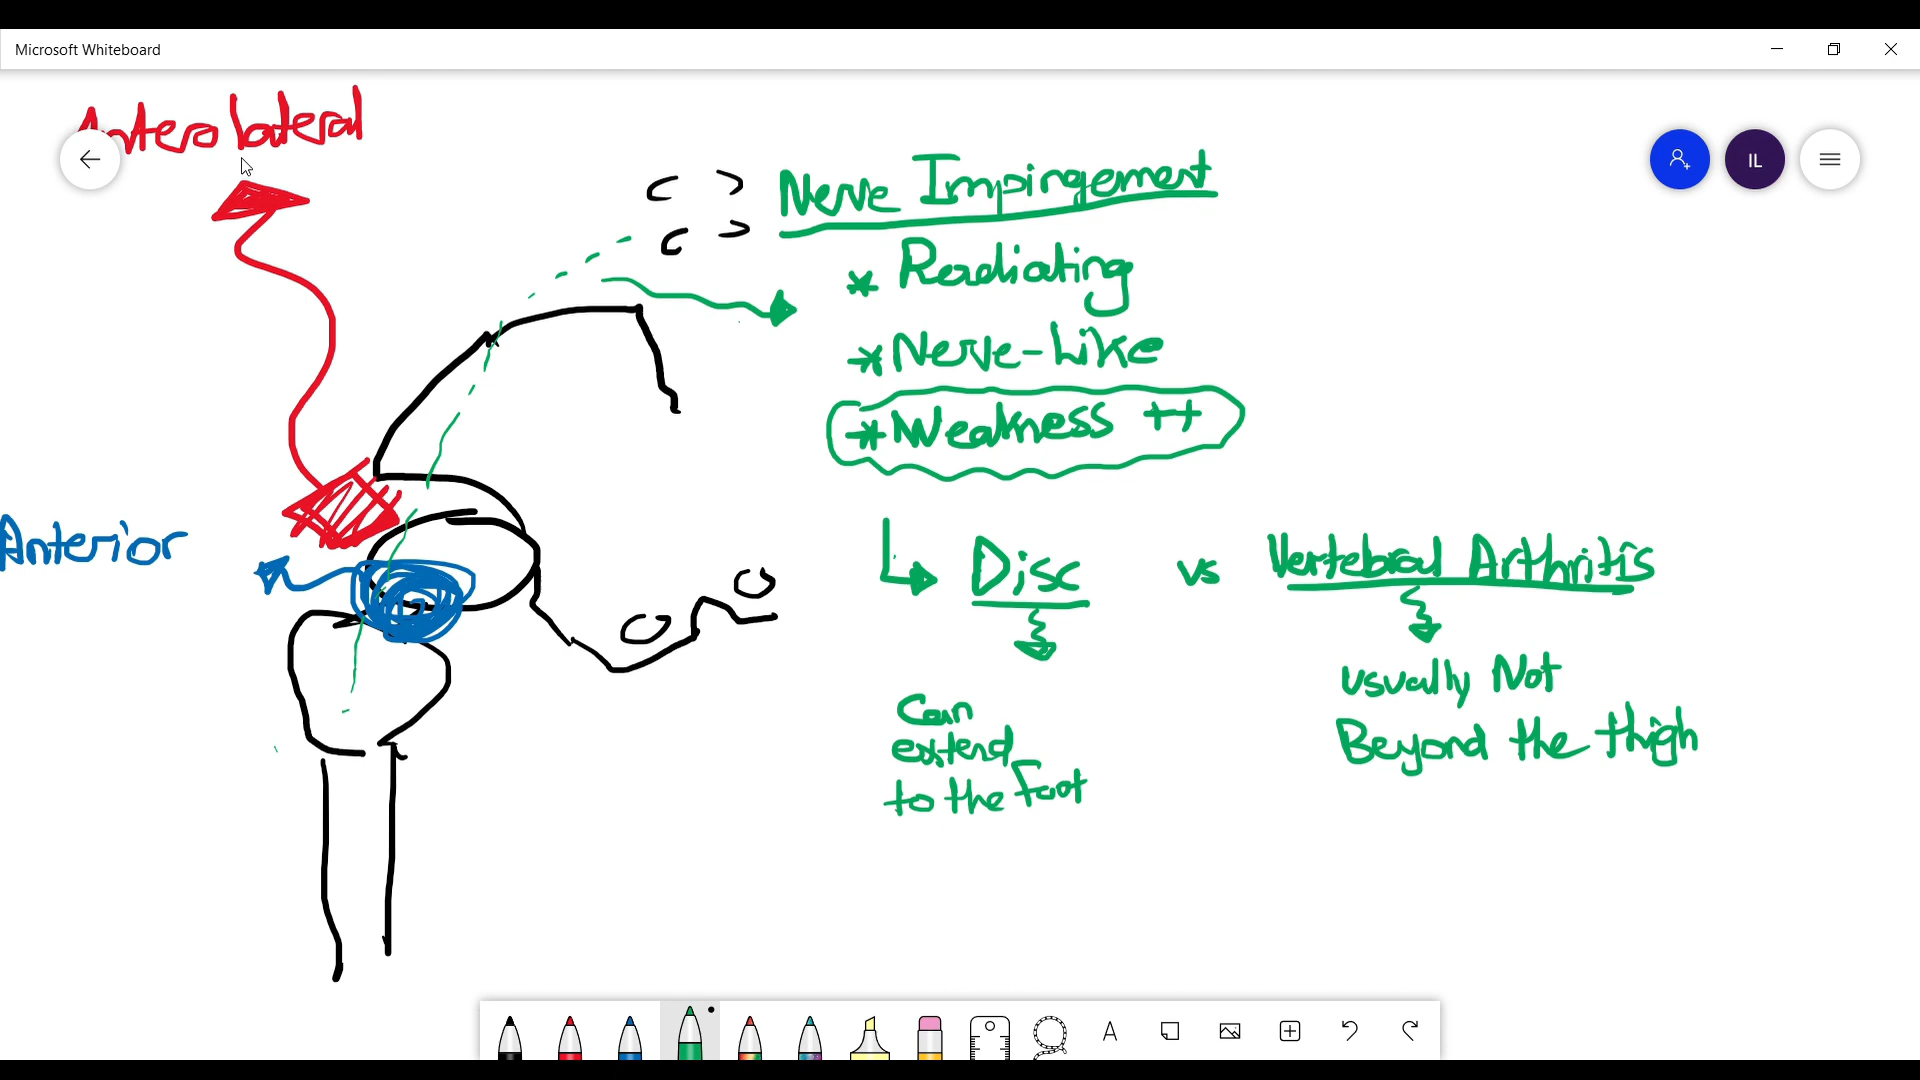 Microsoft Whiteboard
Antero lateral
IL
Nerve Impingement
* Radiating
* Nerve-Like
* Weakness ++
Anterior
Disc vs Vertebral Arthritis
Can
extend
to the Foot
usually Not
Beyond the thigh
A